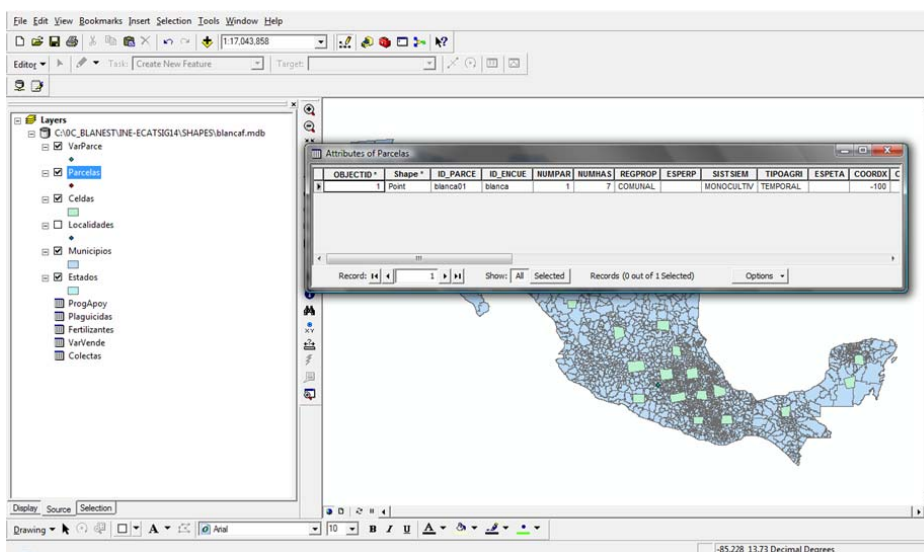 File Edit View Bookmarks Insert Selection Tools Window Help
1:17,043,858
Editor Task: Create New Feature Target:
Layers
C:\0C_BLANEST\INE-ECATSIG14\SHAPES\blancaf.mdb
VarParce
Parcelas
Celdas
Localidades
Municipios
Estados
ProgApoy
Plaguicidas
Fertilizantes
VarVende
Colectas
Attributes of Parcelas
OBJECTID * Shape * ID_PARCE ID_ENCUE NUMPAR NUMHAS REGPROP ESPERP SISTSIEM TIPOAGRI ESPETA COORDX C
1 Point blanca01 blanca 1 7 COMUNAL MONOCULTIV TEMPORAL -100
Record: 1 Show: All Selected Records (0 out of 1 Selected) Options
Display Source Selection
Drawing A Arial 10 B I U A
-85.228 13.73 Decimal Degrees